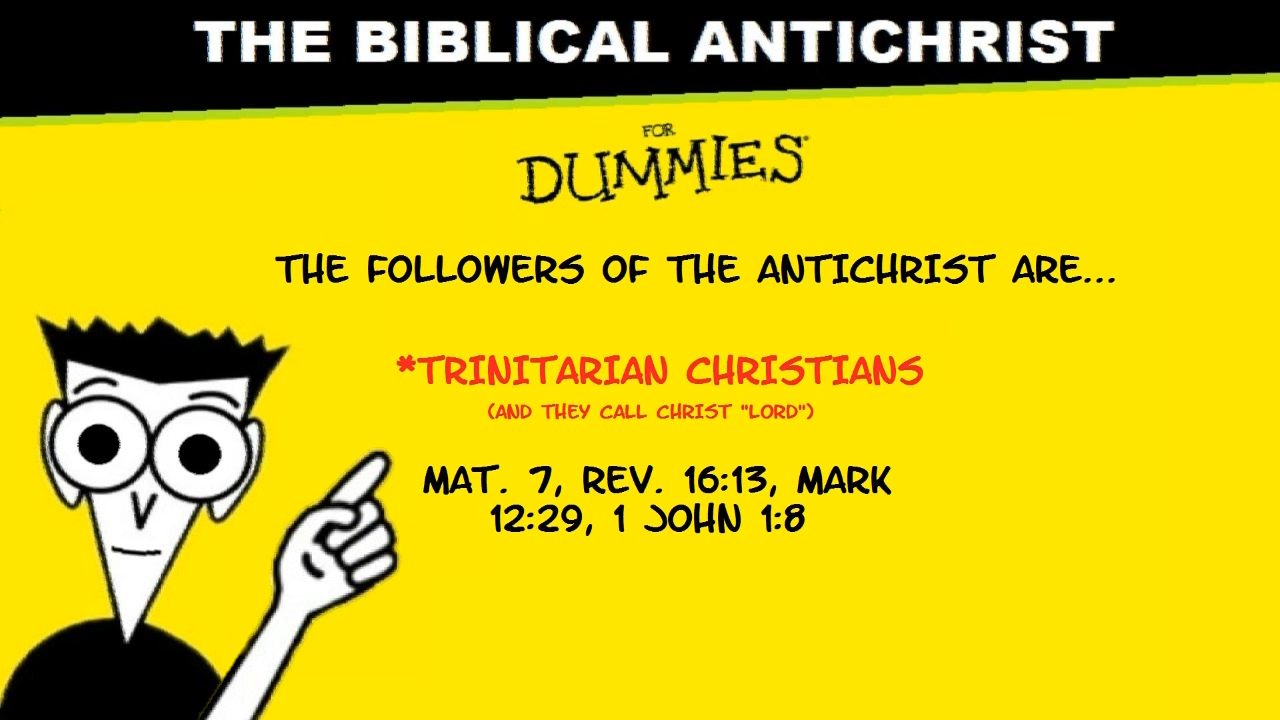 THE BIBLICAL ANTICHRIST
FOR
DUMMIES®
THE FOLLOWERS OF THE ANTICHRIST ARE...
*TRINITARIAN CHRISTIANS
(AND THEY CALL CHRIST "LORD")
MAT. 7, REV. 16:13, MARK
12:29, 1 JOHN 1:8